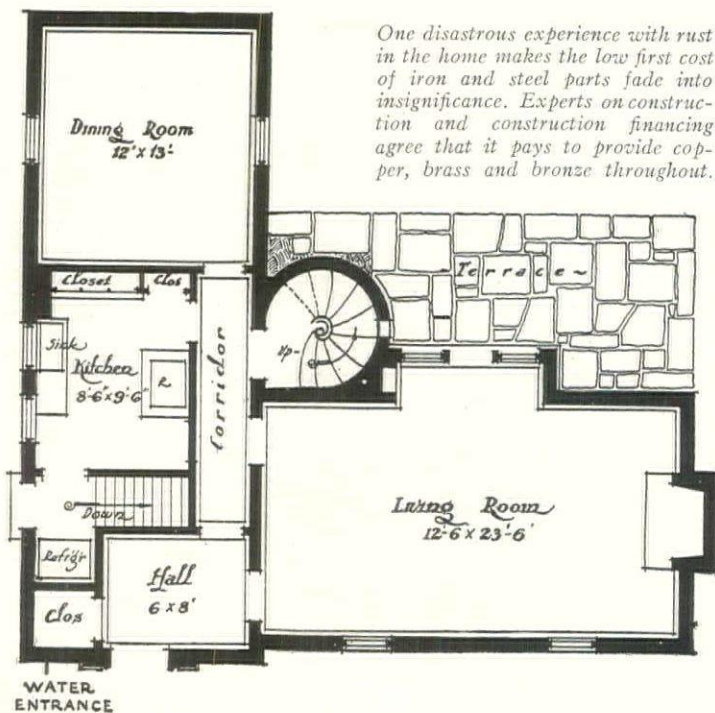 One disastrous experience with rust
in the home makes the low first cost
of iron and steel parts fade into
insignificance. Experts on construc-
tion and construction financing
agree that it pays to provide cop-
per, brass and bronze throughout.
Dining Room
12' x 13'-
Terrace~
Closet
Clos
Up-
Sink
Kitchen
8'-6" x 9'-6"
R
Corridor
Living Room
12'-6 x 23'-6'
Down
Refrig'r
Hall
6 x 8'
Clos
WATER
ENTRANCE